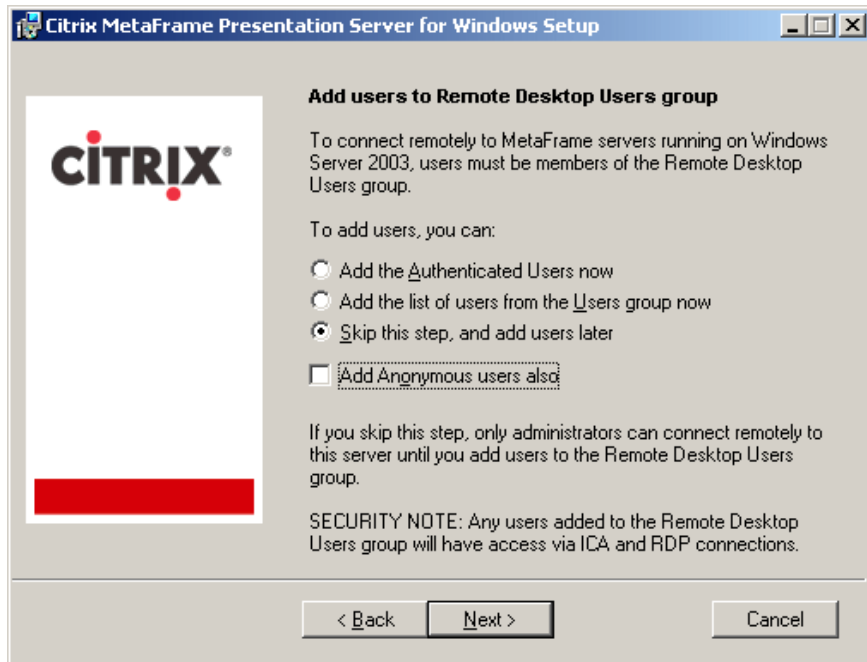 Citrix MetaFrame Presentation Server for Windows Setup
CITRIX®
Add users to Remote Desktop Users group
To connect remotely to MetaFrame servers running on Windows
Server 2003, users must be members of the Remote Desktop
Users group.
To add users, you can:
Add the Authenticated Users now
Add the list of users from the Users group now
Skip this step, and add users later
Add Anonymous users also
If you skip this step, only administrators can connect remotely to
this server until you add users to the Remote Desktop Users
group.
SECURITY NOTE: Any users added to the Remote Desktop
Users group will have access via ICA and RDP connections.
< Back
Next >
Cancel